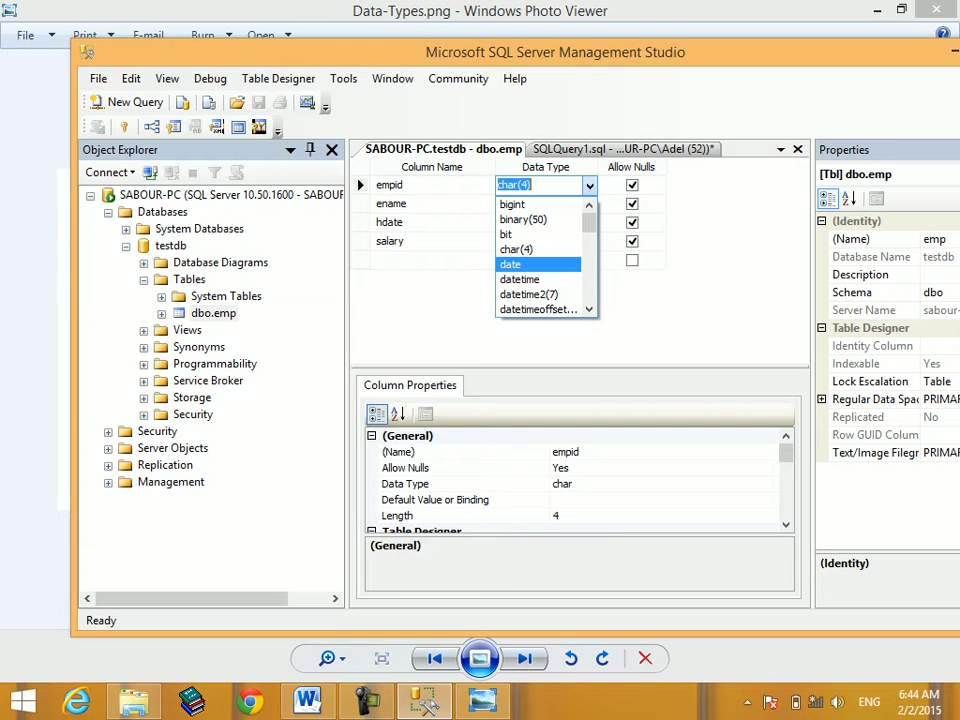 Data-Types.png - Windows Photo Viewer
File Print E-mail Burn Open
Microsoft SQL Server Management Studio
File Edit View Debug Table Designer Tools Window Community Help
New Query
Object Explorer
Connect
SABOUR-PC (SQL Server 10.50.1600 - SABOUR
Databases
System Databases
testdb
Database Diagrams
Tables
System Tables
dbo.emp
Views
Synonyms
Programmability
Service Broker
Storage
Security
Security
Server Objects
Replication
Management
SABOUR-PC.testdb - dbo.emp SQLQuery1.sql - ...UR-PC\Adel (52))*
Column Name Data Type Allow Nulls
empid char(4)
ename
hdate
salary
bigint
binary(50)
bit
char(4)
date
datetime
datetime2(7)
datetimeoffset...
Column Properties
(General)
(Name) empid
Allow Nulls Yes
Data Type char
Default Value or Binding
Length 4
Table Designer
(General)
Properties
[Tbl] dbo.emp
(Identity)
(Name) emp
Database Name testdb
Description
Schema dbo
Server Name sabour-
Table Designer
Identity Column
Indexable Yes
Lock Escalation Table
Regular Data Spac PRIMAR
Replicated No
Row GUID Colum
Text/Image Filegr PRIMAR
(Identity)
Ready
ENG
6:44 AM
2/2/2015